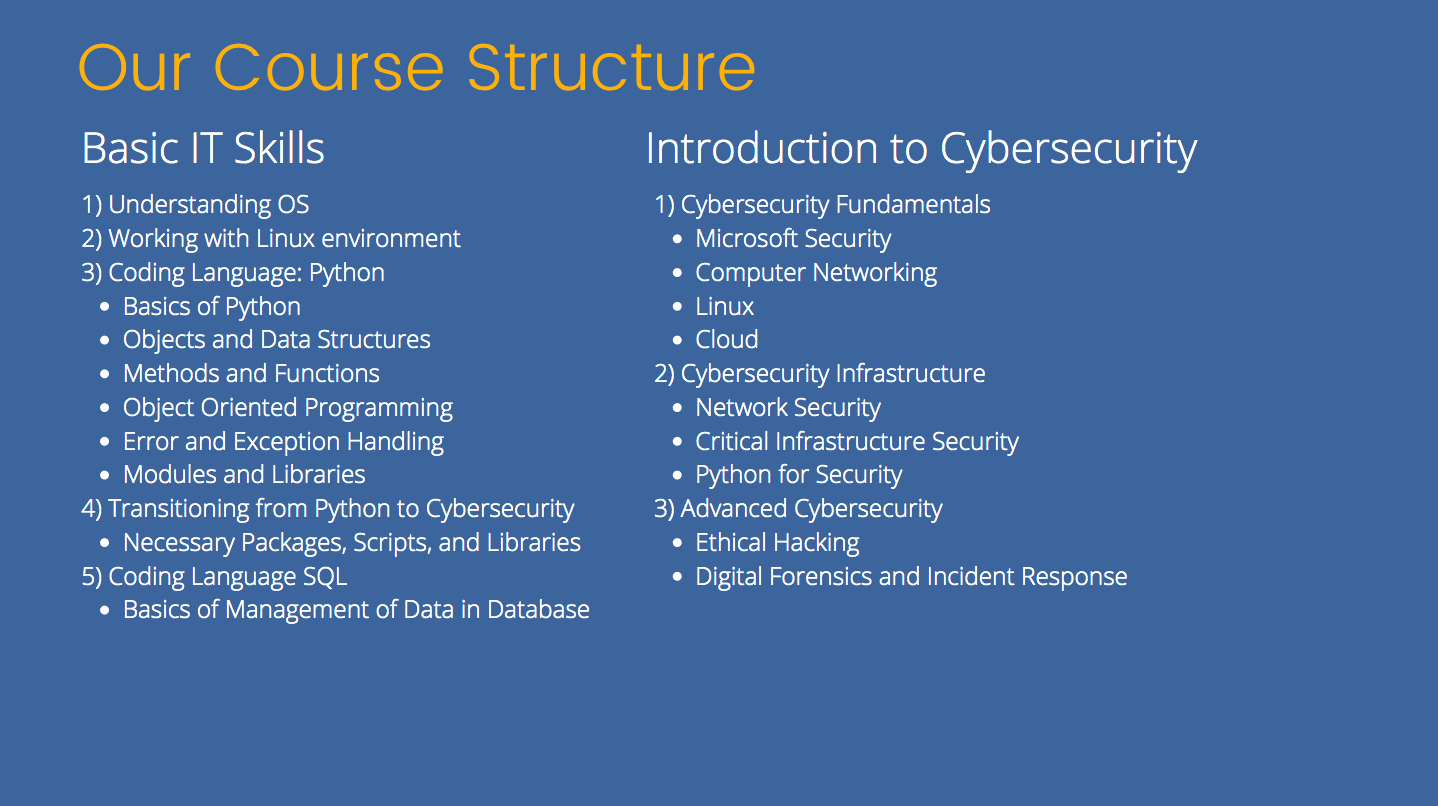 Our Course Structure
Basic IT Skills
1) Understanding OS
2) Working with Linux environment
3) Coding Language: Python
• Basics of Python
• Objects and Data Structures
• Methods and Functions
• Object Oriented Programming
• Error and Exception Handling
• Modules and Libraries
4) Transitioning from Python to Cybersecurity
• Necessary Packages, Scripts, and Libraries
5) Coding Language SQL
• Basics of Management of Data in Database
Introduction to Cybersecurity
1) Cybersecurity Fundamentals
• Microsoft Security
• Computer Networking
• Linux
• Cloud
2) Cybersecurity Infrastructure
• Network Security
• Critical Infrastructure Security
• Python for Security
3) Advanced Cybersecurity
• Ethical Hacking
• Digital Forensics and Incident Response